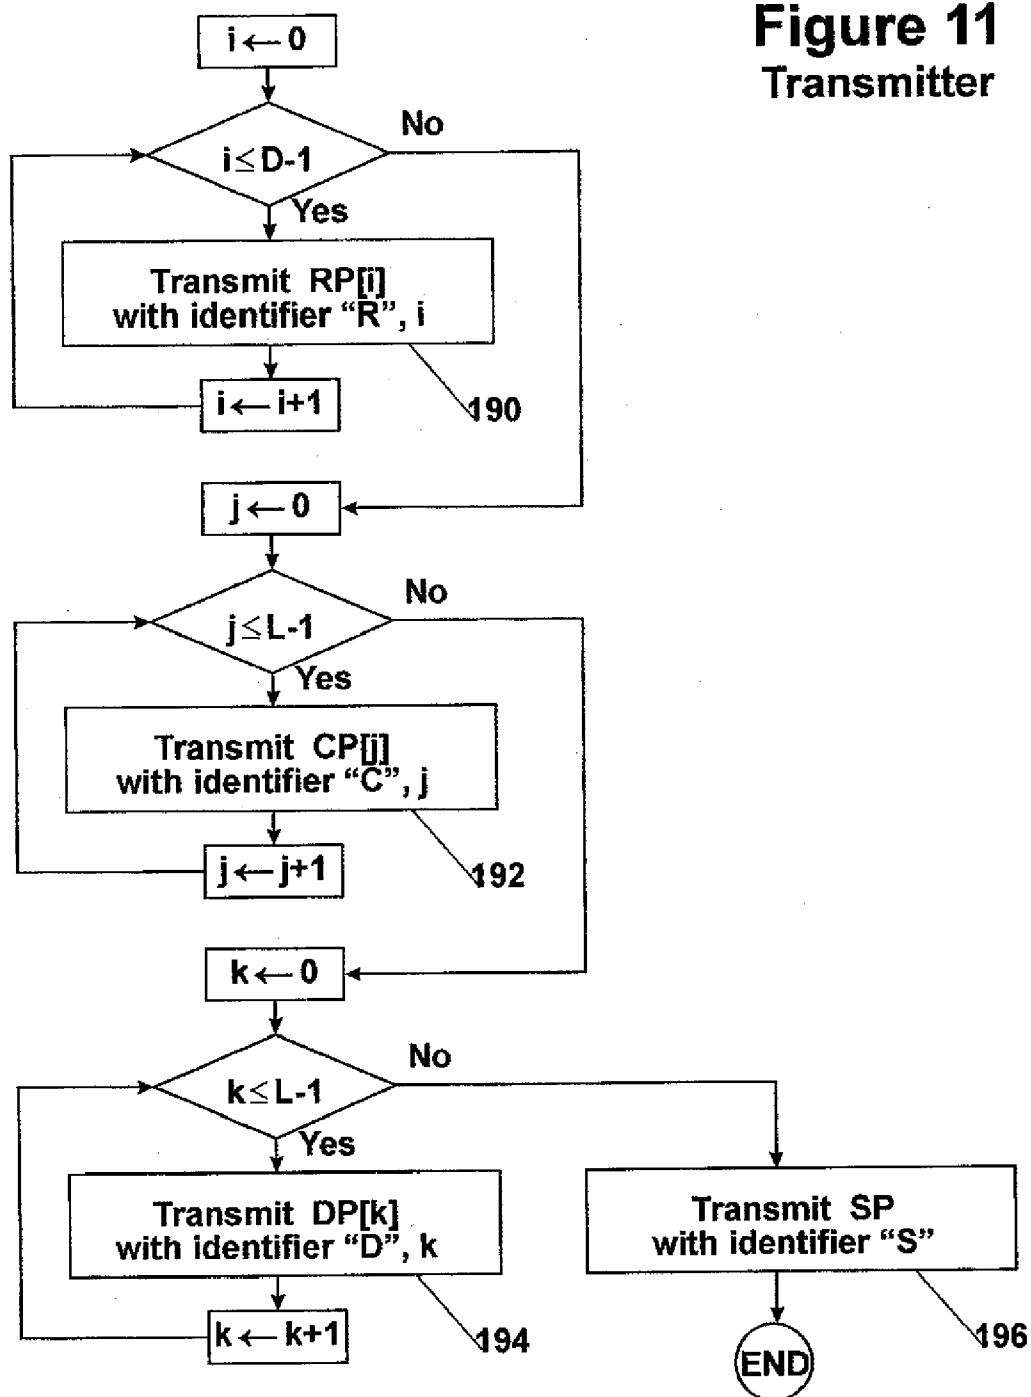 Figure 11
Transmitter
i ← 0
i ≤ D-1
No
Yes
Transmit RP[i]
with identifier “R”, i
i ← i+1
190
j ← 0
j ≤ L-1
No
Yes
Transmit CP[j]
with identifier “C”, j
j ← j+1
192
k ← 0
k ≤ L-1
No
Yes
Transmit DP[k]
with identifier “D”, k
k ← k+1
194
Transmit SP
with identifier “S”
196
END